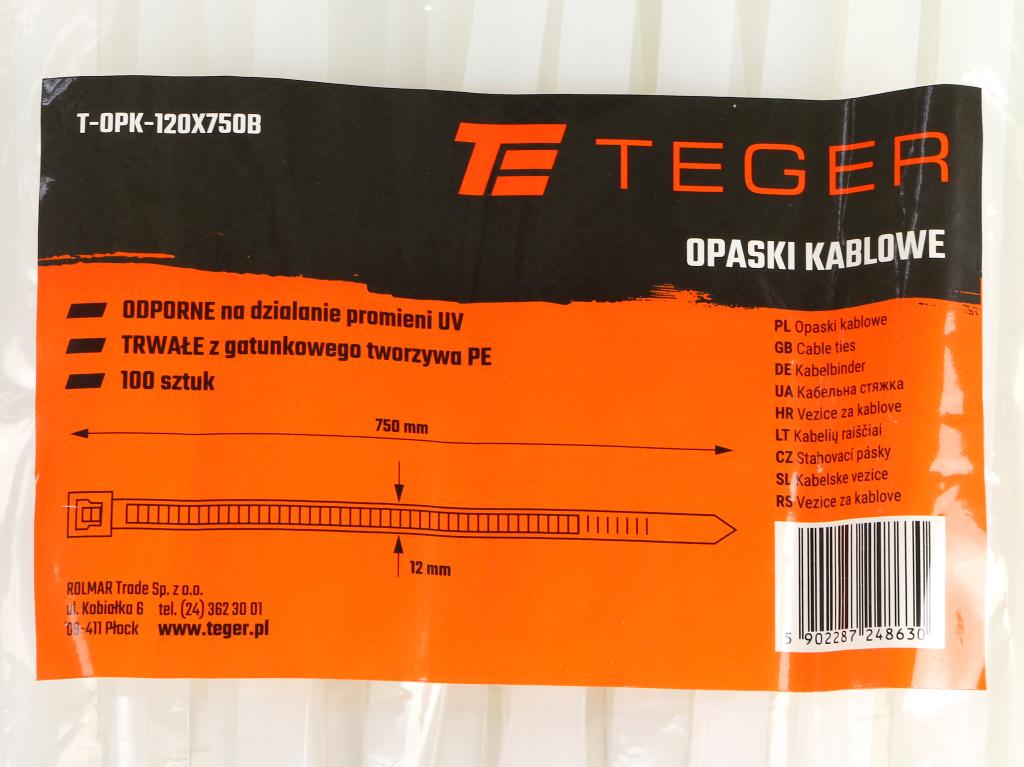 T-OPK-120X750B
TE TEGER
OPASKI KABLOWE
ODPORNE na dzialanie promieni UV
TRWAŁE z gatunkowego tworzywa PE
100 sztuk
750 mm
12 mm
PL Opaski kablowe
GB Cable ties
DE Kabelbinder
UA Кабельна стяжка
HR Vezice za kablove
LT Kabelių raiščiai
CZ Stahovací pásky
SL Kabelske vezice
RS Vezice za kablove
ROLMAR Trade Sp. z o.o.
ul. Kobiałka 6 tel. (24) 362 30 01
09-411 Płock www.teger.pl
5 902287 248630